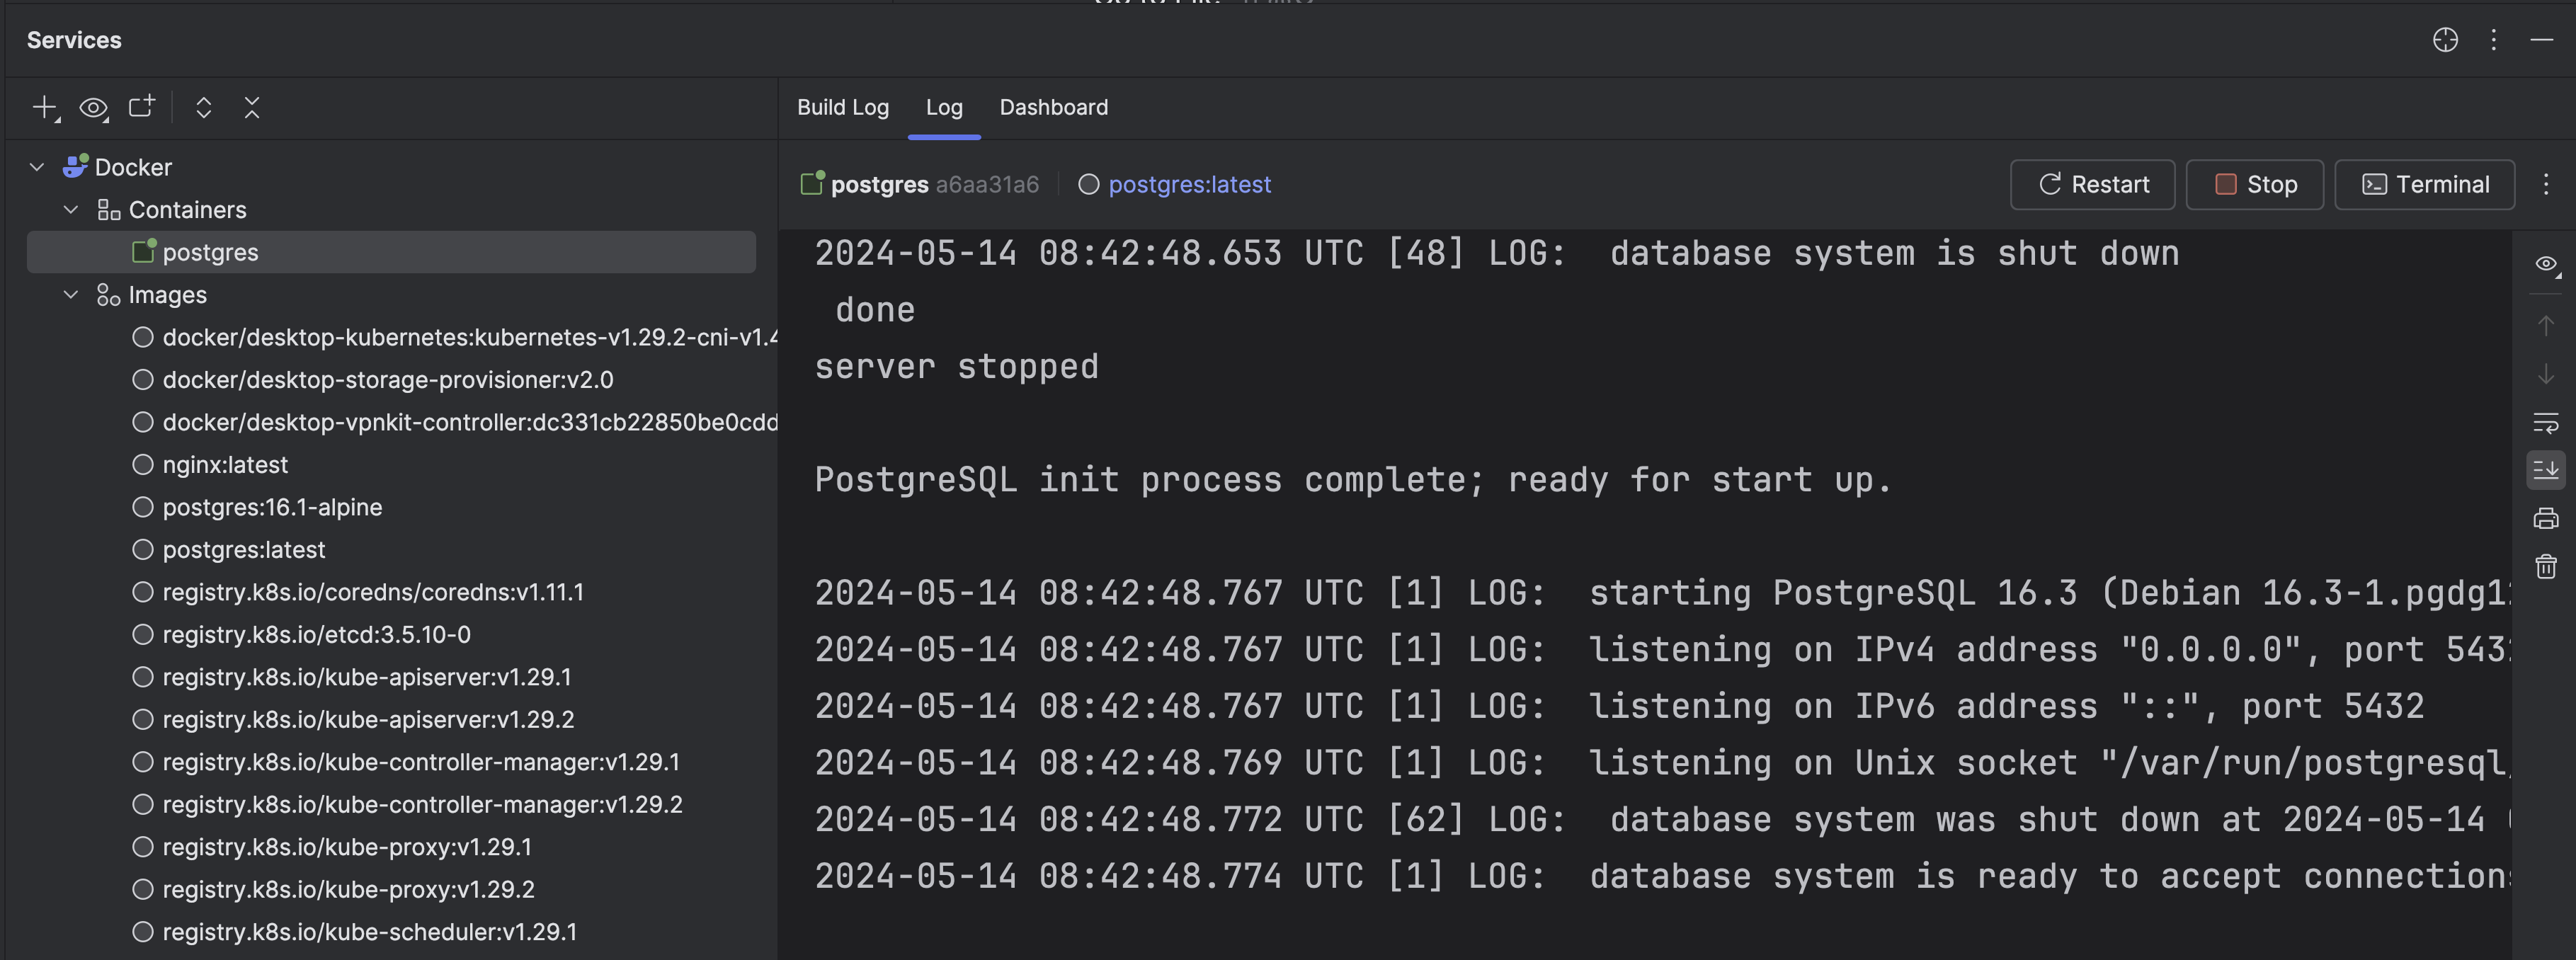 Services
Build Log Log Dashboard
Docker
Containers
postgres
Images
docker/desktop-kubernetes:kubernetes-v1.29.2-cni-v1.4
docker/desktop-storage-provisioner:v2.0
docker/desktop-vpnkit-controller:dc331cb22850be0cdd
nginx:latest
postgres:16.1-alpine
postgres:latest
registry.k8s.io/coredns/coredns:v1.11.1
registry.k8s.io/etcd:3.5.10-0
registry.k8s.io/kube-apiserver:v1.29.1
registry.k8s.io/kube-apiserver:v1.29.2
registry.k8s.io/kube-controller-manager:v1.29.1
registry.k8s.io/kube-controller-manager:v1.29.2
registry.k8s.io/kube-proxy:v1.29.1
registry.k8s.io/kube-proxy:v1.29.2
registry.k8s.io/kube-scheduler:v1.29.1
postgres a6aa31a6 postgres:latest Restart Stop Terminal
2024-05-14 08:42:48.653 UTC [48] LOG:  database system is shut down
 done
server stopped
PostgreSQL init process complete; ready for start up.
2024-05-14 08:42:48.767 UTC [1] LOG:  starting PostgreSQL 16.3 (Debian 16.3-1.pgdg1
2024-05-14 08:42:48.767 UTC [1] LOG:  listening on IPv4 address "0.0.0.0", port 543
2024-05-14 08:42:48.767 UTC [1] LOG:  listening on IPv6 address "::", port 5432
2024-05-14 08:42:48.769 UTC [1] LOG:  listening on Unix socket "/var/run/postgresql
2024-05-14 08:42:48.772 UTC [62] LOG:  database system was shut down at 2024-05-14
2024-05-14 08:42:48.774 UTC [1] LOG:  database system is ready to accept connections